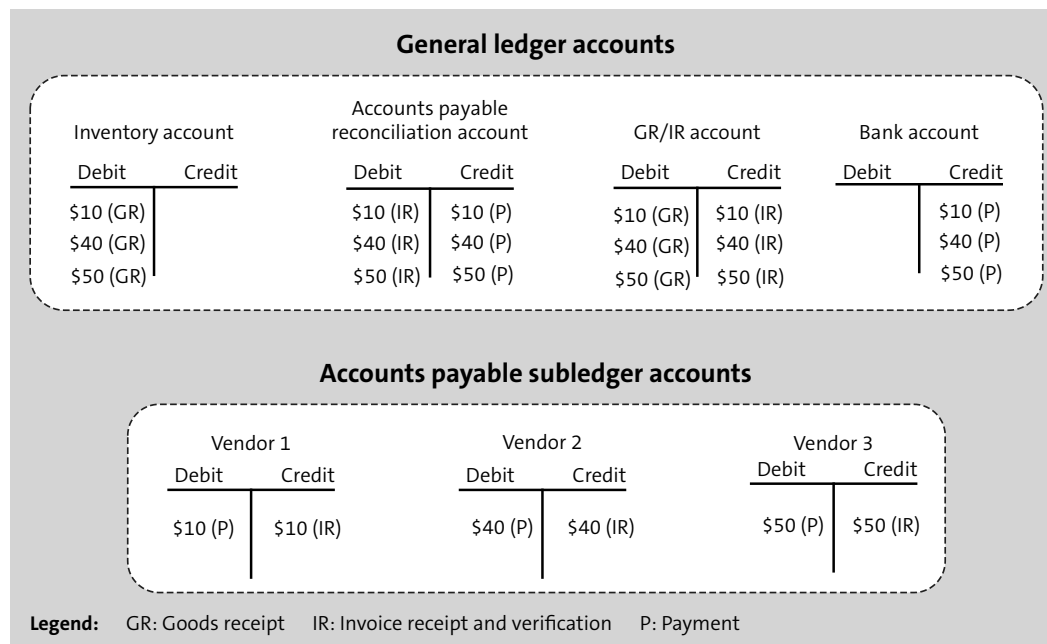 General ledger accounts
Inventory account
Debit Credit
$10 (GR)
$40 (GR)
$50 (GR)
Accounts payable
reconciliation account
Debit Credit
$10 (IR) $10 (P)
$40 (IR) $40 (P)
$50 (IR) $50 (P)
GR/IR account
Debit Credit
$10 (GR) $10 (IR)
$40 (GR) $40 (IR)
$50 (GR) $50 (IR)
Bank account
Debit Credit
$10 (P)
$40 (P)
$50 (P)
Accounts payable subledger accounts
Vendor 1
Debit Credit
$10 (P) $10 (IR)
Vendor 2
Debit Credit
$40 (P) $40 (IR)
Vendor 3
Debit Credit
$50 (P) $50 (IR)
Legend: GR: Goods receipt IR: Invoice receipt and verification P: Payment